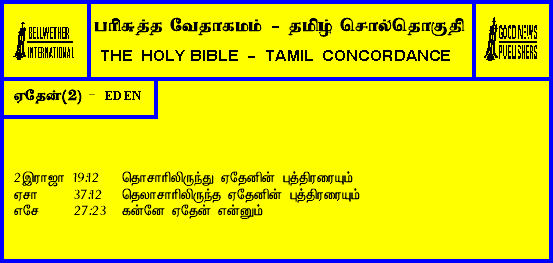 BELLWETHER
INTERNATIONAL
பரிசுத்த வேதாகமம் - தமிழ் சொல்தொகுதி
THE HOLY BIBLE - TAMIL CONCORDANCE
GOOD NEWS
PUBLISHERS
ஏதேன்(2) - EDEN
2இராஜா 19:12 தொசாரிலிருந்து ஏதேனின் புத்திரரையும்
ஏசா 37:12 தெலாசாரிலிருந்த ஏதேனின் புத்திரரையும்
எசே 27:23 கன்னே ஏதேன் என்னும்